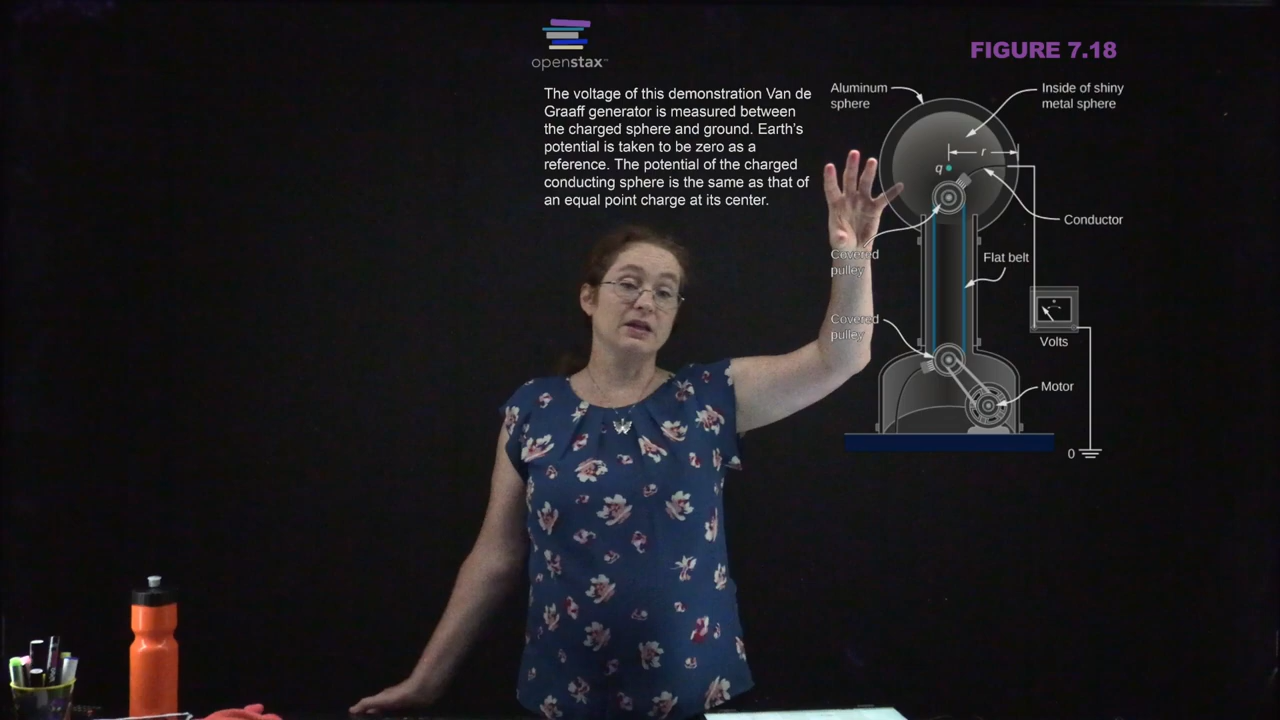 openstax™
FIGURE 7.18
The voltage of this demonstration Van de
Graaff generator is measured between
the charged sphere and ground. Earth's
potential is taken to be zero as a
reference. The potential of the charged
conducting sphere is the same as that of
an equal point charge at its center.
Aluminum
sphere
Inside of shiny
metal sphere
r
q
Conductor
Covered
pulley
Flat belt
Covered
pulley
Volts
Motor
0